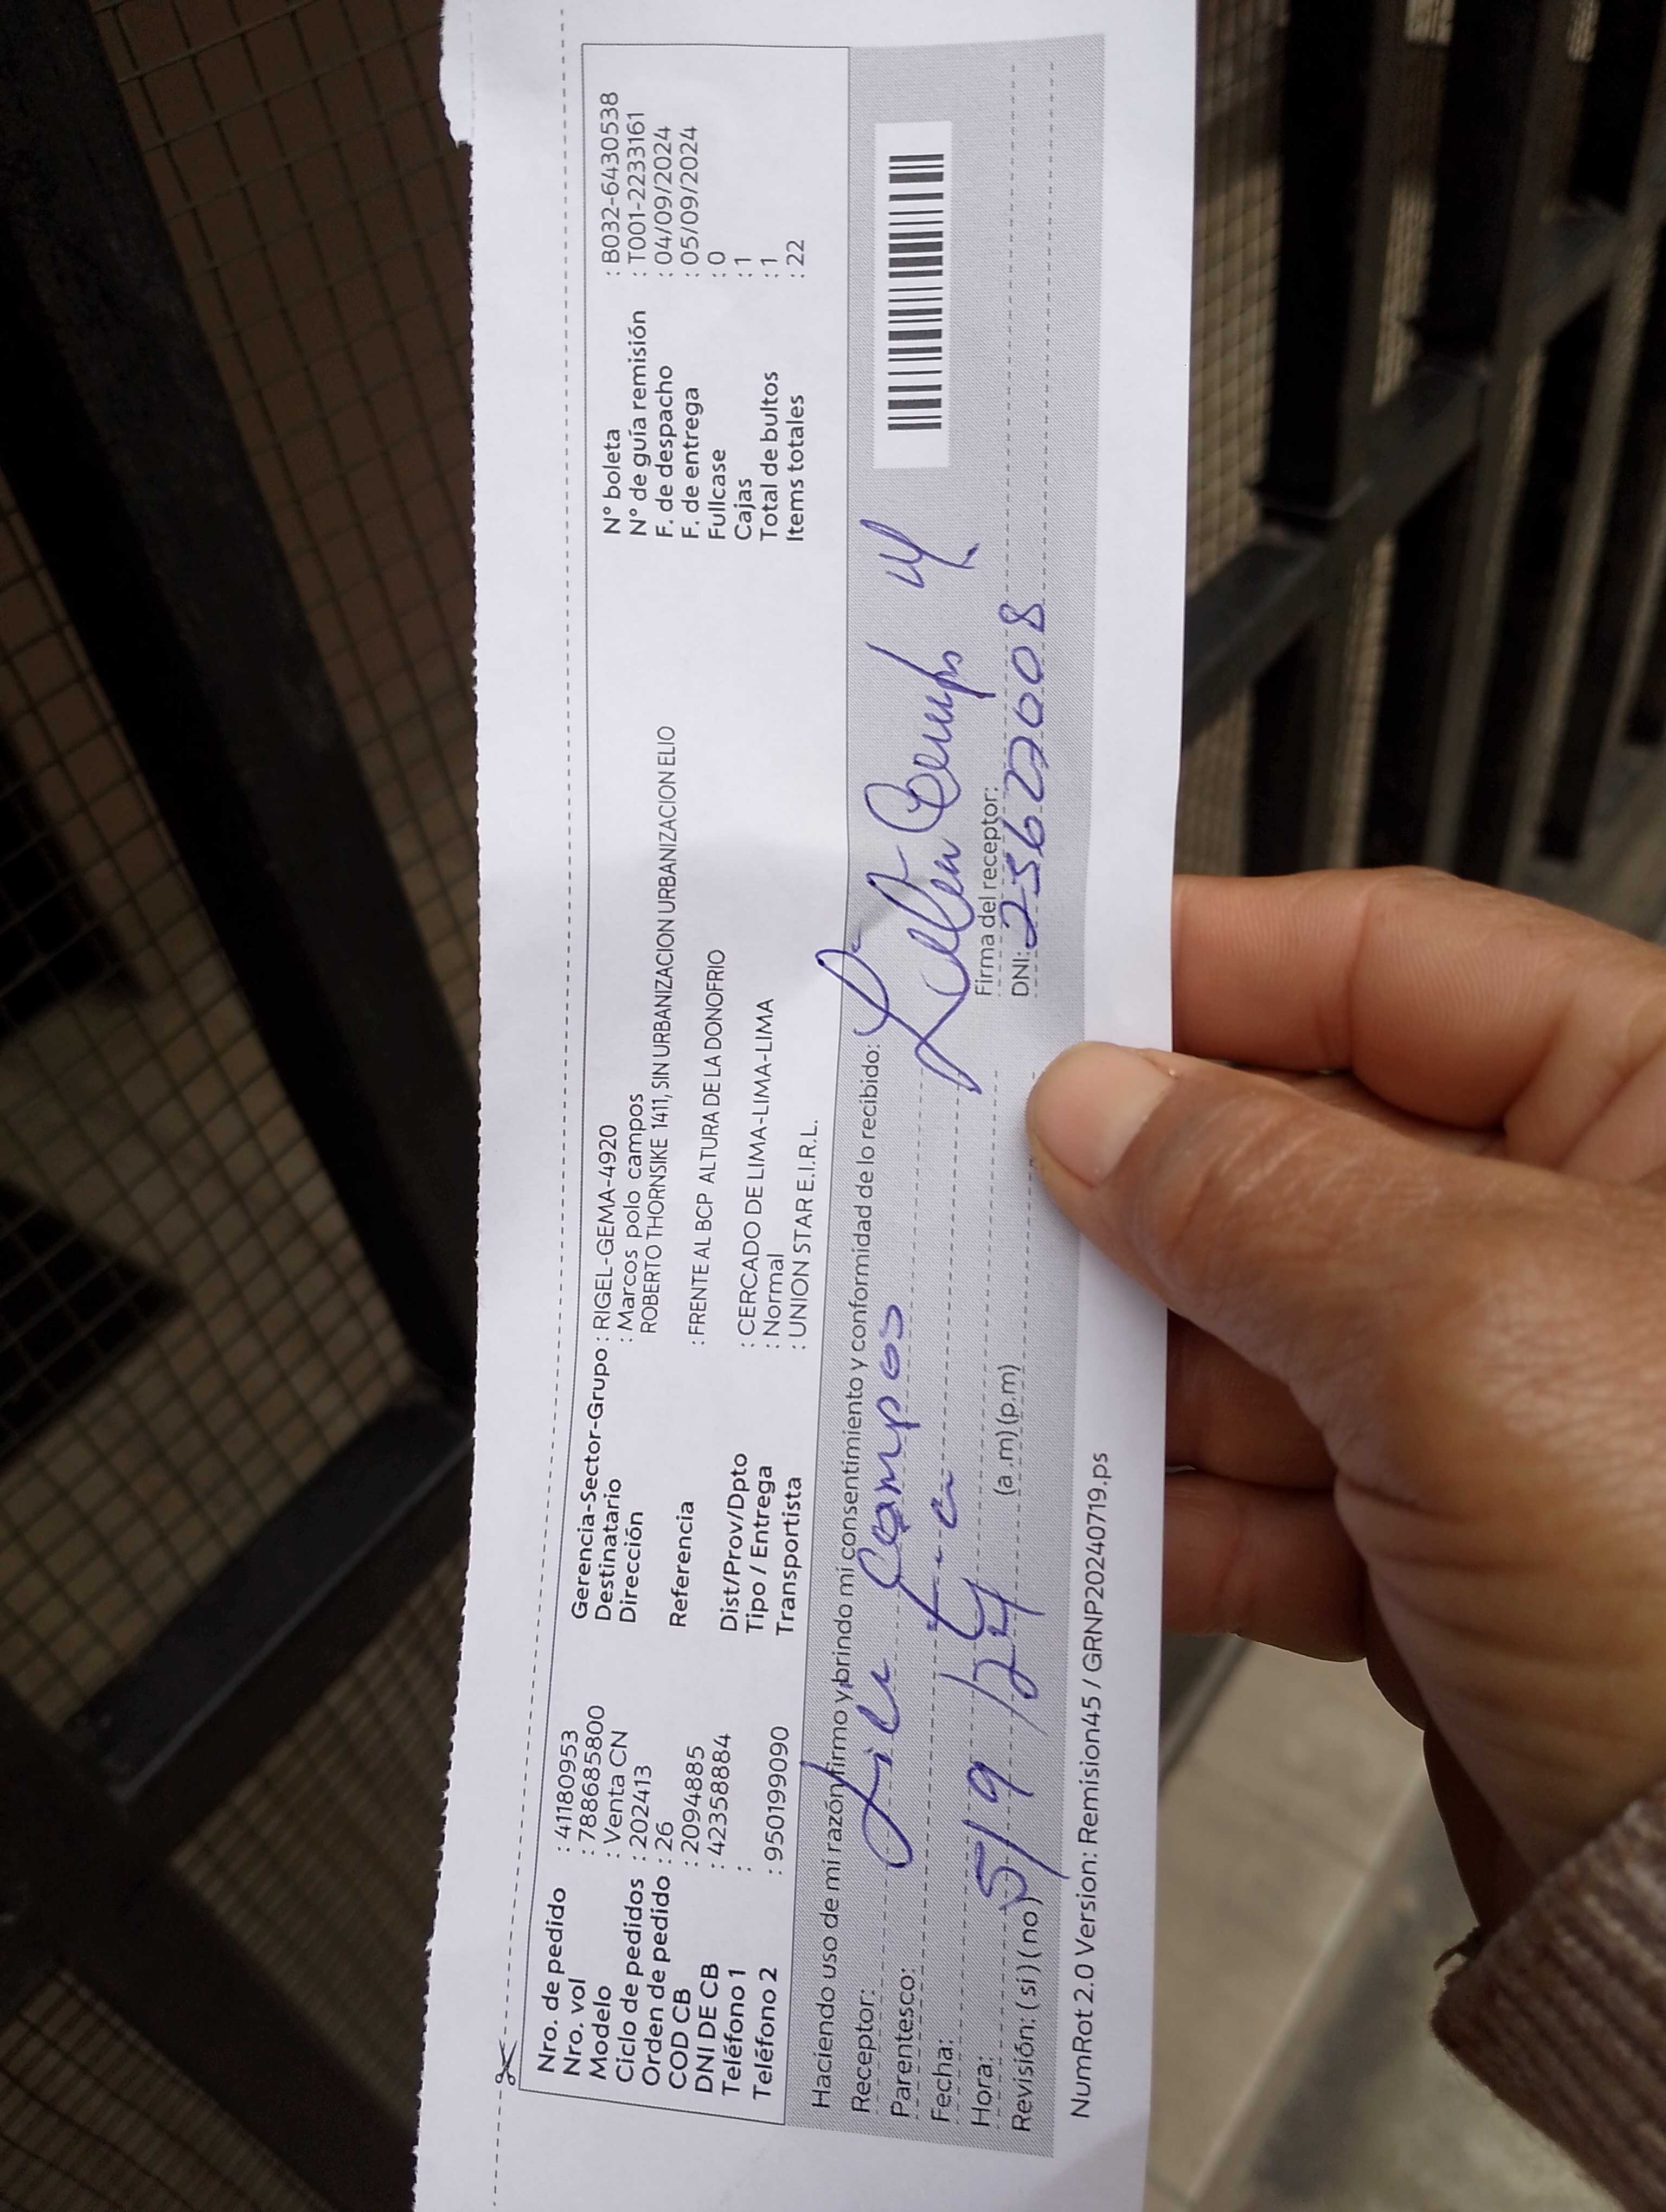 Nro. de pedido : 41180953
Nro. vol : 7886858​00
Modelo : Venta CN
Ciclo de pedidos : 202413
Orden de pedido : 26
COD CB : 2094885
DNI DE CB : 42358884
Teléfono 1 :
Teléfono 2 : 950199090
Gerencia-Sector-Grupo : RIGEL-GEMA-4920
Destinatario : Marcos polo campos
Dirección ROBERTO THORNSIKE 1411, SIN URBANIZACION URBANIZACION ELIO
Referencia : FRENTE AL BCP ALTURA DE LA DONOFRIO
Dist/Prov/Dpto : CERCADO DE LIMA-LIMA-LIMA-LIMA
Tipo / Entrega : Normal
Transportista : UNION STAR E.I.R.L.
N° boleta : B032-6430538
N° de guía remisión : T001-2233161
F. de despacho : 04/09/2024
F. de entrega : 05/09/2024
Fullcase : 0
Cajas : 1
Total de bultos : 1
Items totales : 22
Haciendo uso de mi razón firmo y brindo mi consentimiento y conformidad de lo recibido:
Receptor: Campos
Parentesco: tia
Fecha: 5/9/24
Hora: (a.m) (p.m)
Revisión: (si) (no)
Firma del receptor:
DNI: 25627008
NumRot 2.0 Version: Remision45 / GRNP20240719.ps